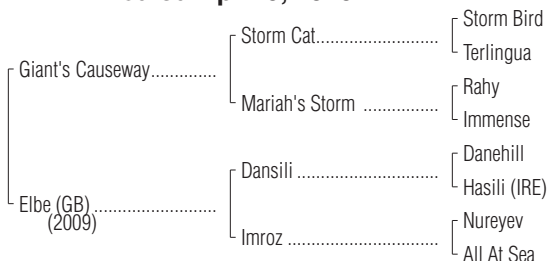 Storm Bird
Storm Cat................................
Terlingua
Giant's Causeway..............
Rahy
Mariah's Storm ...................
Immense
Danehill
Dansili ...................................
Hasili (IRE)
Elbe (GB) ..........................
(2009)
Nureyev
Imroz .....................................
All At Sea